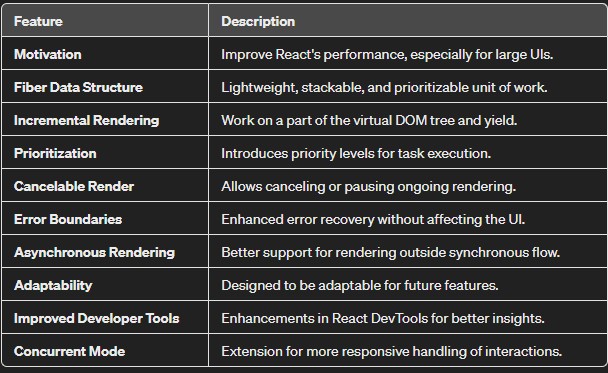 Feature Description
Motivation Improve React's performance, especially for large UIs.
Fiber Data Structure Lightweight, stackable, and prioritizable unit of work.
Incremental Rendering Work on a part of the virtual DOM tree and yield.
Prioritization Introduces priority levels for task execution.
Cancelable Render Allows canceling or pausing ongoing rendering.
Error Boundaries Enhanced error recovery without affecting the UI.
Asynchronous Rendering Better support for rendering outside synchronous flow.
Adaptability Designed to be adaptable for future features.
Improved Developer Tools Enhancements in React DevTools for better insights.
Concurrent Mode Extension for more responsive handling of interactions.